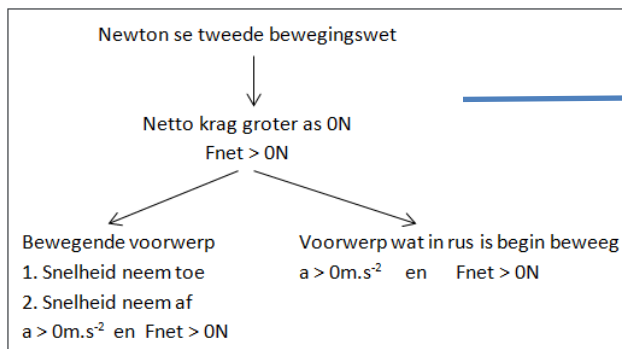 Newton se tweede bewegingswet
Netto krag groter as 0N
Fnet > 0N
Bewegende voorwerp
1. Snelheid neem toe
2. Snelheid neem af
a > 0m.s⁻² en Fnet > 0N
Voorwerp wat in rus is begin beweeg
a > 0m.s⁻² en Fnet > 0N